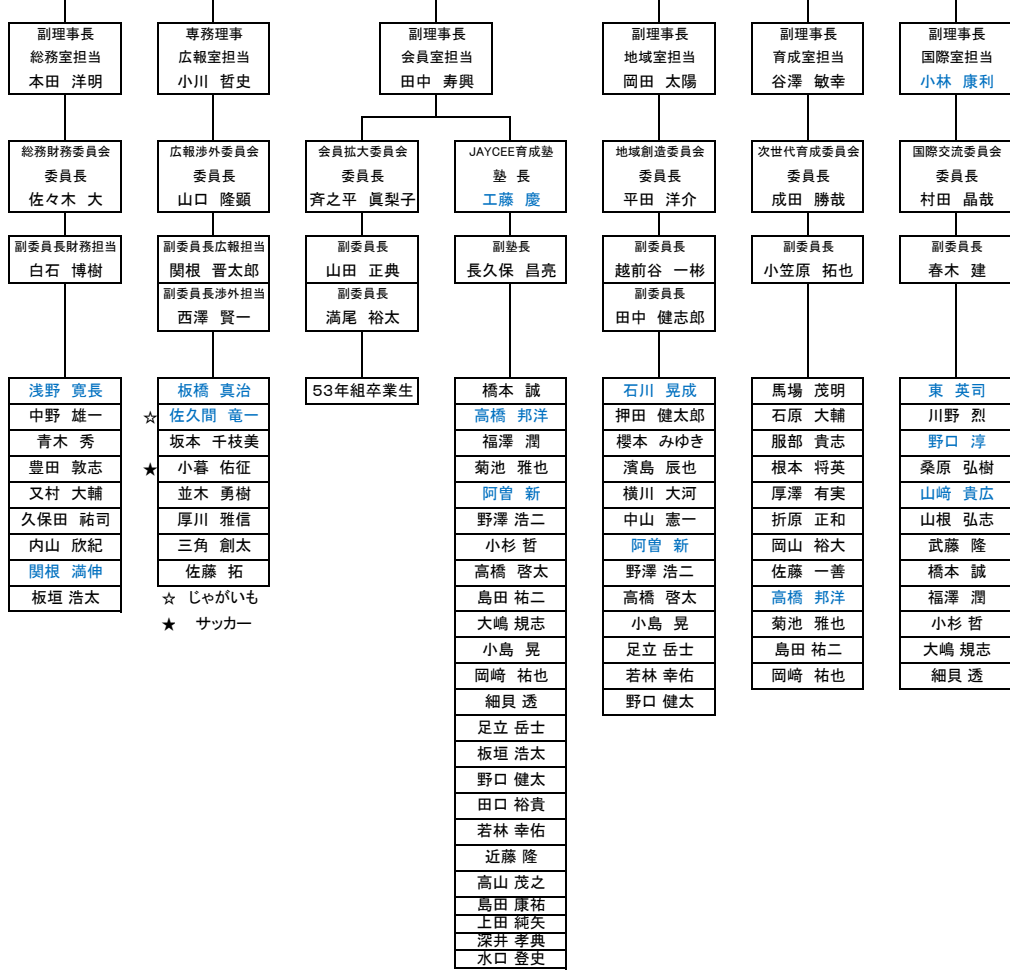 副理事長
総務室担当
本田 洋明
専務理事
広報室担当
小川 哲史
副理事長
会員室担当
田中 寿興
副理事長
地域室担当
岡田 太陽
副理事長
育成室担当
谷澤 敏幸
副理事長
国際室担当
小林 康利
総務財務委員会
委員長
佐々木 大
広報渉外委員会
委員長
山口 隆顕
会員拡大委員会
委員長
斉之平 眞梨子
JAYCEE育成塾
塾 長
工藤 慶
地域創造委員会
委員長
平田 洋介
次世代育成委員会
委員長
成田 勝哉
国際交流委員会
委員長
村田 晶哉
副委員長財務担当
白石 博樹
副委員長広報担当
関根 晋太郎
副委員長渉外担当
西澤 賢一
副委員長
山田 正典
副委員長
満尾 裕太
副塾長
長久保 昌亮
副委員長
越前谷 一彬
副委員長
田中 健志郎
副委員長
小笠原 拓也
副委員長
春木 建
浅野 寛長
中野 雄一
青木 秀
豊田 敦志
又村 大輔
久保田 祐司
内山 欣紀
関根 満伸
板垣 浩太
板橋 真治
☆ 佐久間 竜一
坂本 千枝美
★ 小暮 佑征
並木 勇樹
厚川 雅信
三角 創太
佐藤 拓
☆ じゃがいも
★ サッカー
53年組卒業生
橋本 誠
高橋 邦洋
福澤 潤
菊池 雅也
阿曽 新
野澤 浩二
小杉 哲
高橋 啓太
島田 祐二
大嶋 規志
小島 晃
岡﨑 祐也
細貝 透
足立 岳士
板垣 浩太
野口 健太
田口 裕貴
若林 幸佑
近藤 隆
高山 茂之
島田 康祐
上田 純矢
深井 孝典
水口 登史
石川 晃成
押田 健太郎
櫻本 みゆき
濱島 辰也
横川 大河
中山 憲一
阿曽 新
野澤 浩二
高橋 啓太
小島 晃
足立 岳士
若林 幸佑
野口 健太
馬場 茂明
石原 大輔
服部 貴志
根本 将英
厚澤 有実
折原 正和
岡山 裕大
佐藤 一善
高橋 邦洋
菊池 雅也
島田 祐二
岡﨑 祐也
東 英司
川野 烈
野口 淳
桑原 弘樹
山﨑 貴広
山根 弘志
武藤 隆
橋本 誠
福澤 潤
小杉 哲
大嶋 規志
細貝 透